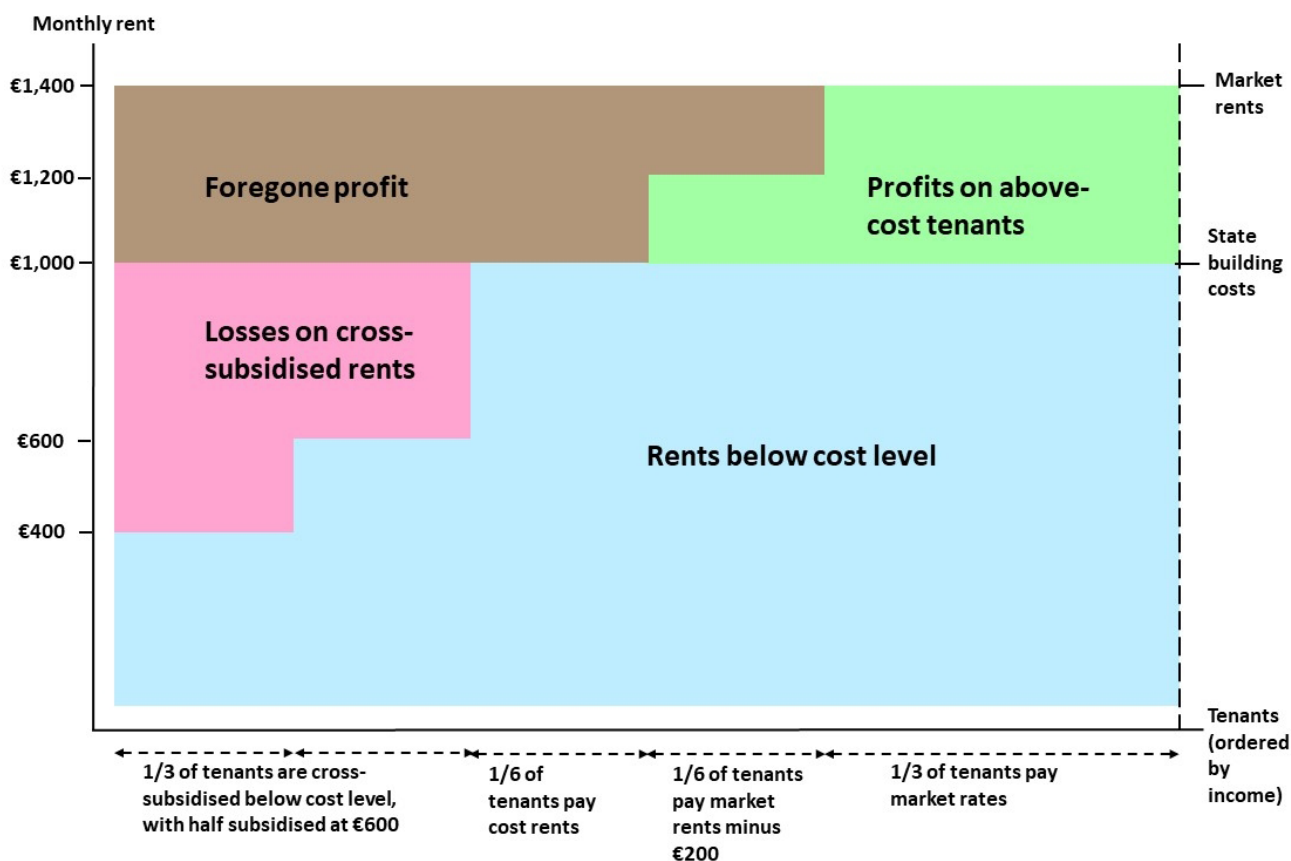 Monthly rent
€1,400
€1,200
€1,000
€600
€400
Foregone profit
Profits on above-
cost tenants
Losses on cross-
subsidised rents
Rents below cost level
Market
rents
State
building
costs
Tenants
(ordered
by
income)
1/3 of tenants are cross-
subsidised below cost level,
with half subsidised at €600
1/6 of
tenants pay
cost rents
1/6 of tenants
pay market
rents minus
€200
1/3 of tenants pay
market rates